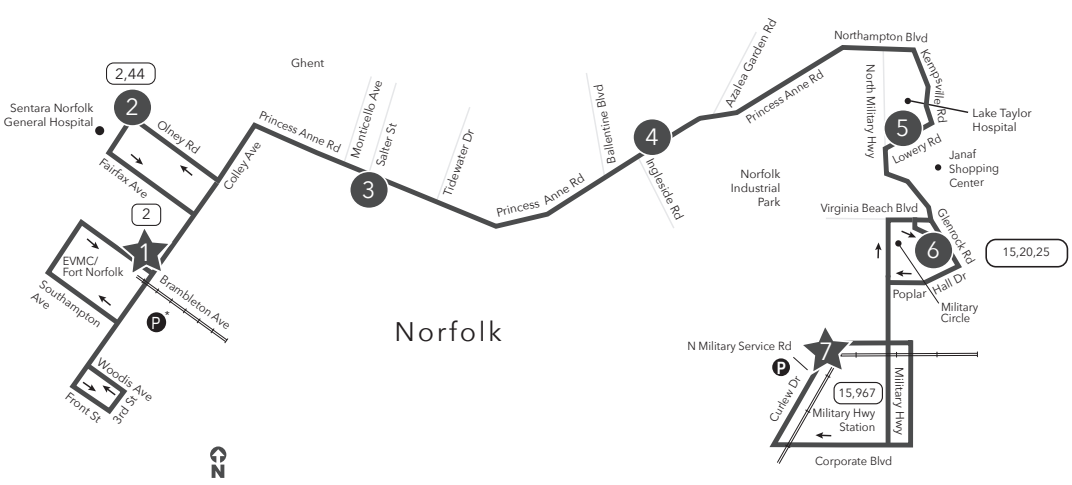 Northampton Blvd
Azalea Garden Rd
Kempsville Rd
Ghent
2,44
North Military Hwy
Princess Anne Rd
Monticello Ave
Ballentine Blvd
Sentara Norfolk
General Hospital
2
Lake Taylor
Hospital
Princess Anne Rd
Salter St
4
5
Olney Rd
Tidewater Dr
Lowery Rd
Colley Ave
Janaf
Shopping
Center
Fairfax Ave
3
Ingleside Rd
Norfolk
Industrial
Park
Princess Anne Rd
2
Virginia Beach Blvd
Glenrock Rd
1
6
15,20,25
EVMC/
Fort Norfolk
Southampton
Ave
Brambleton Ave
Poplar Hall Dr
Military
Circle
P*
Norfolk
N Military Service Rd
7
P
Woodis Ave
Curlew Dr
15,967
Military Hwy
Front St
3rd St
Military Hwy
Station
Corporate Blvd
N